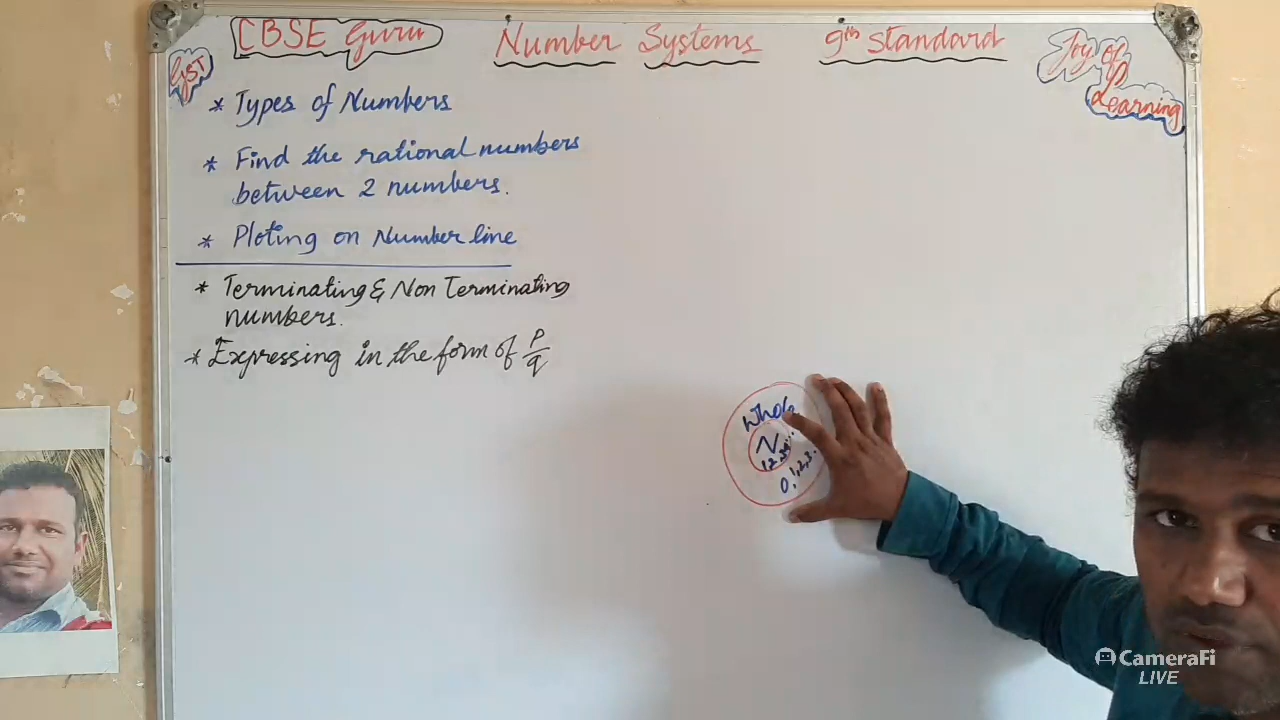 CBSE Guru
Number Systems
9th Standard
Joy of
Learning
GST
* Types of Numbers
* Find the rational numbers
between 2 numbers.
* Ploting on Number line
* Terminating & Non Terminating
numbers.
* Expressing in the form of P/q
Whole
N
0, 1, 2, 3.
CameraFi
LIVE